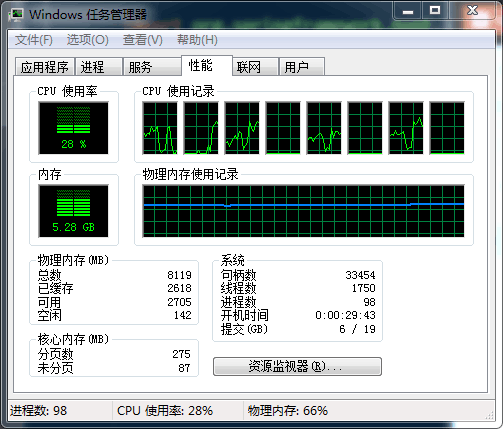 Windows 任务管理器
文件(F) 选项(O) 查看(V) 帮助(H)
应用程序 进程 服务 性能 联网 用户
CPU 使用率 CPU 使用记录
28 %
内存 物理内存使用记录
5.28 GB
物理内存(MB)
总数 8119
已缓存 2618
可用 2705
空闲 142
系统
句柄数 33454
线程数 1750
进程数 98
开机时间 0:00:29:43
提交(GB) 6 / 19
核心内存(MB)
分页数 275
未分页 87
资源监视器(R)...
进程数: 98 CPU 使用率: 28% 物理内存: 66%